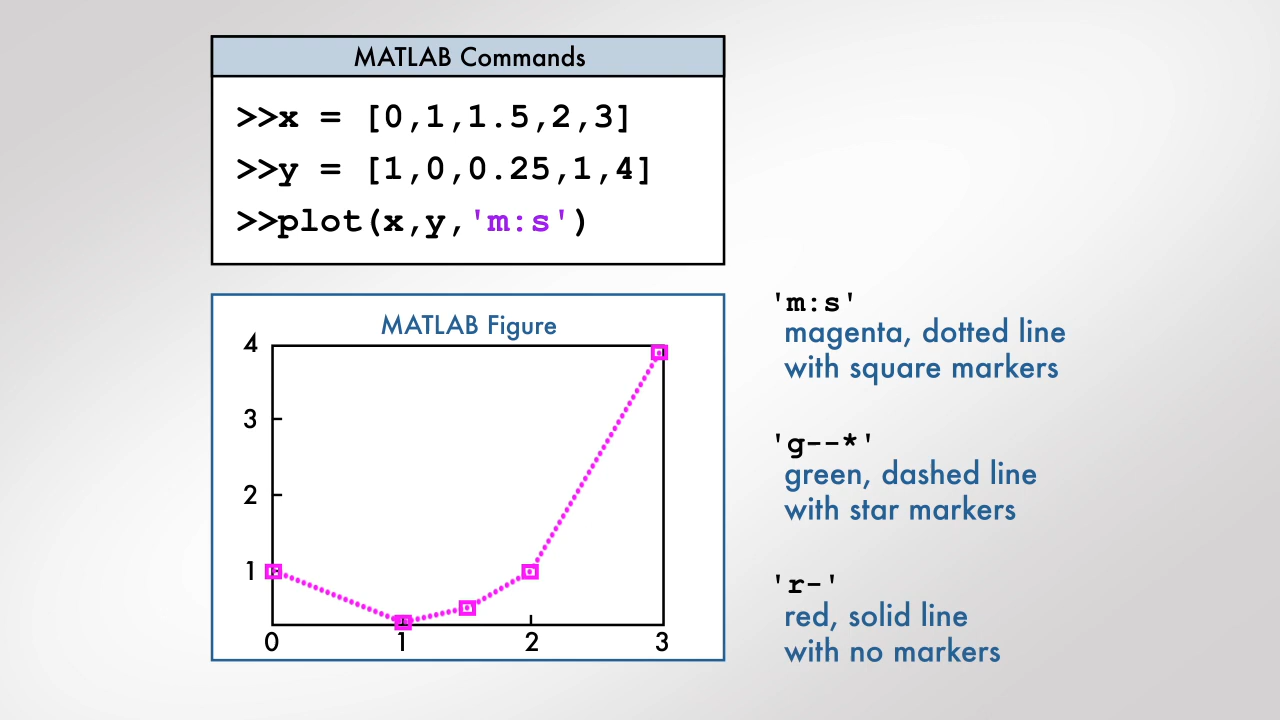 MATLAB Commands
>>x = [0,1,1.5,2,3]
>>y = [1,0,0.25,1,4]
>>plot(x,y,'m:s')
MATLAB Figure
4
3
2
1
0 1 2 3
'm:s'
magenta, dotted line
with square markers
'g--*'
green, dashed line
with star markers
'r-'
red, solid line
with no markers